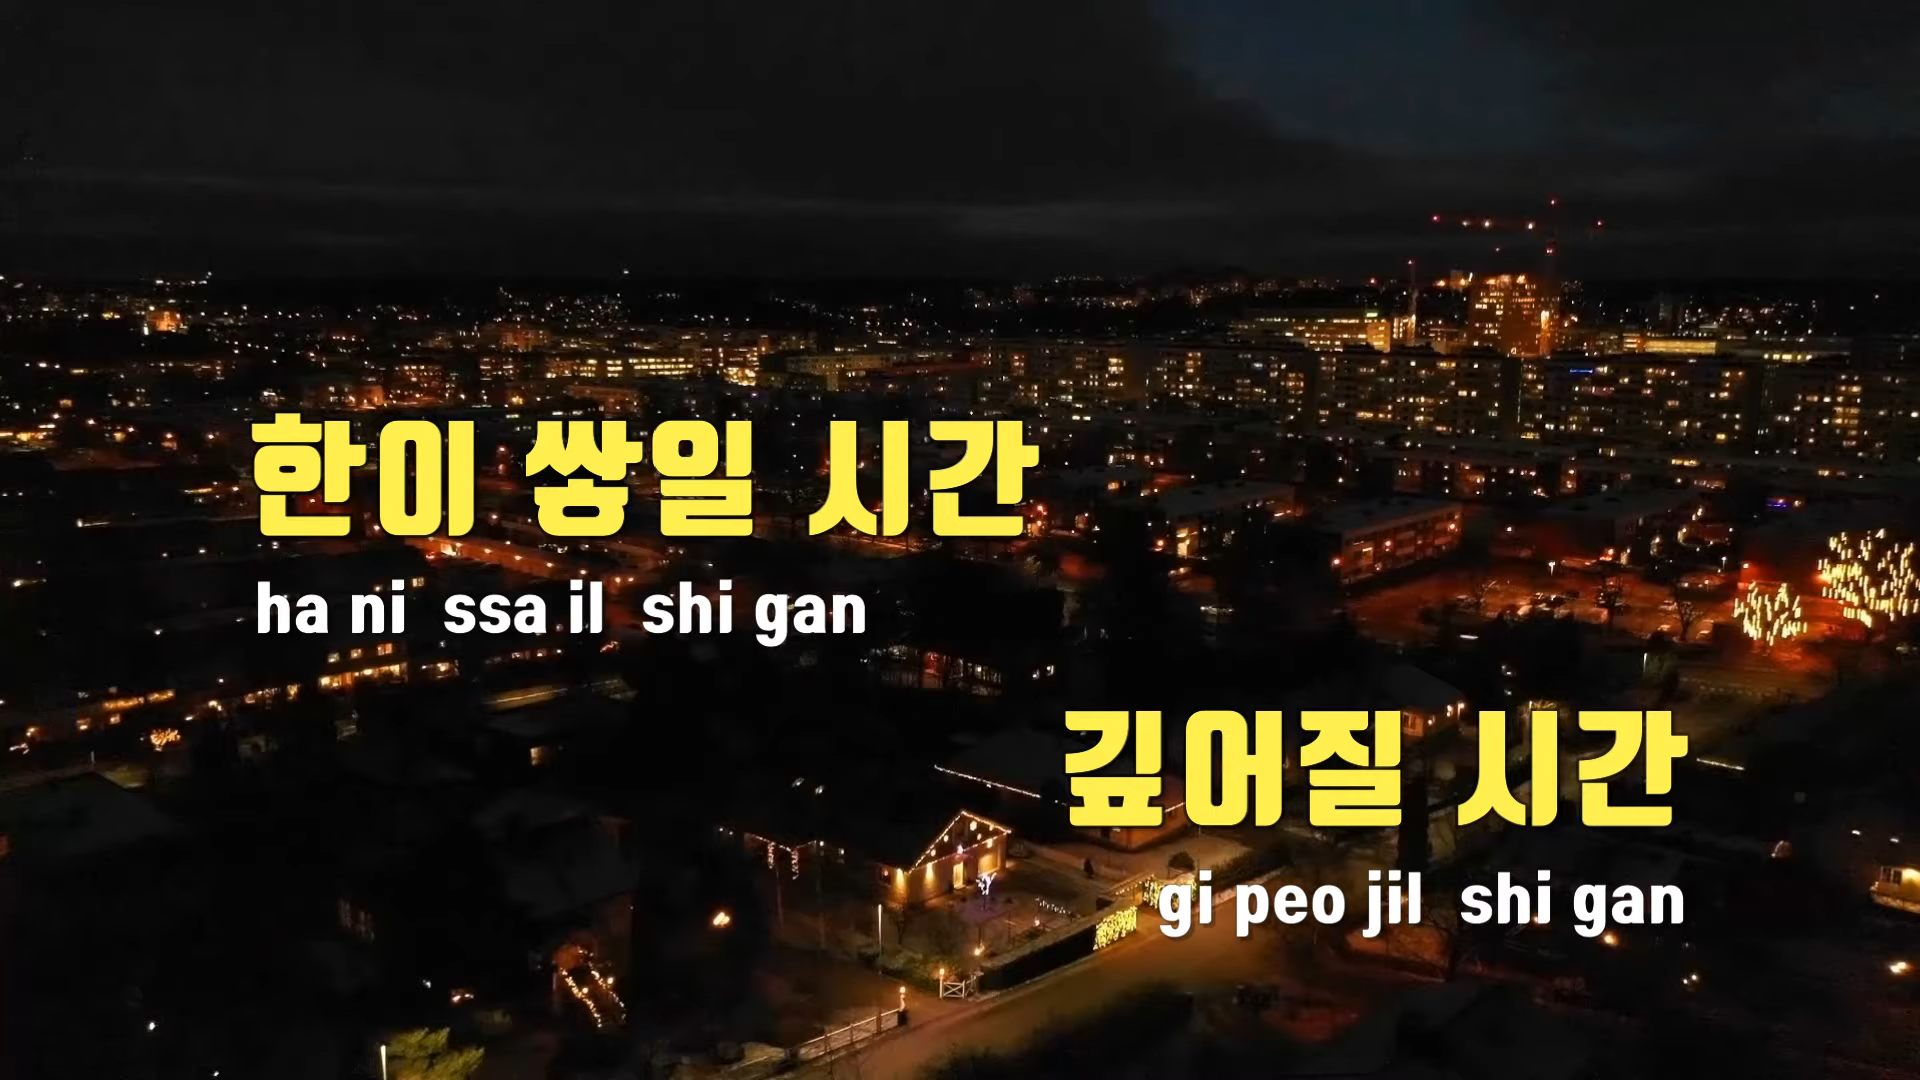 한이 쌓일 시간
ha ni ssa il shi gan
깊어질 시간
gi peo jil shi gan